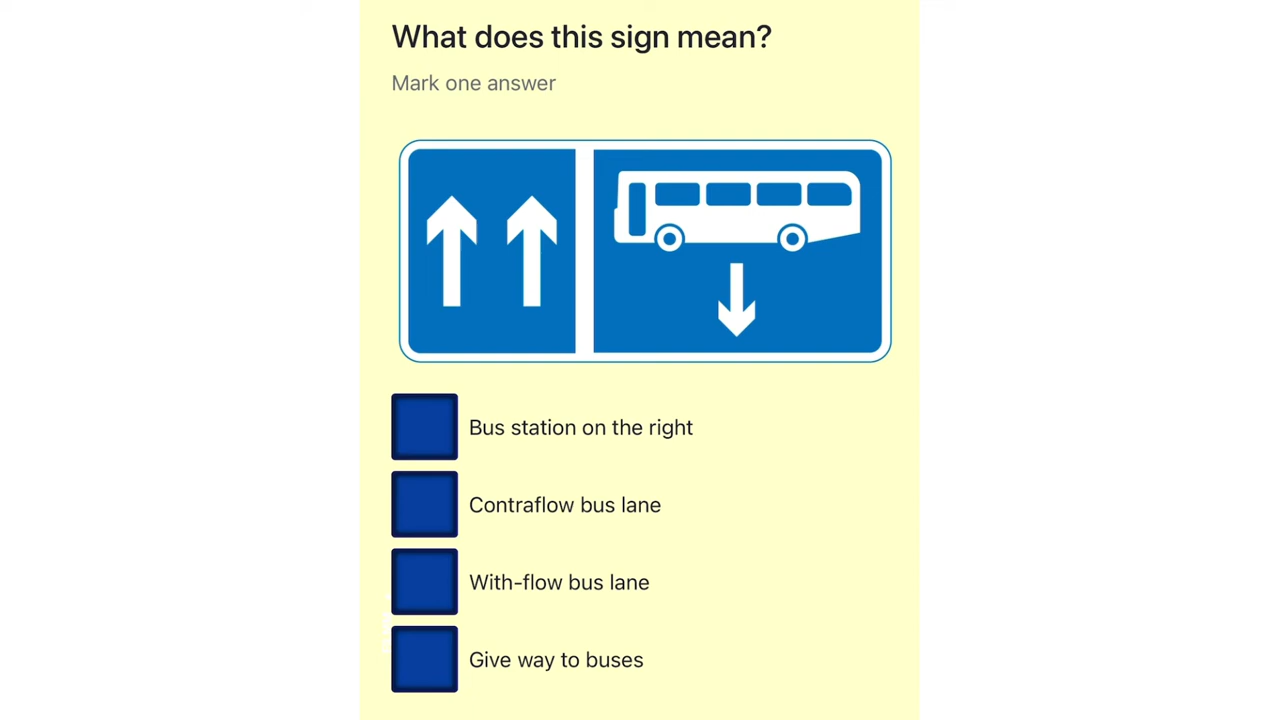 What does this sign mean?
Mark one answer
Bus station on the right
Contraflow bus lane
With-flow bus lane
Give way to buses